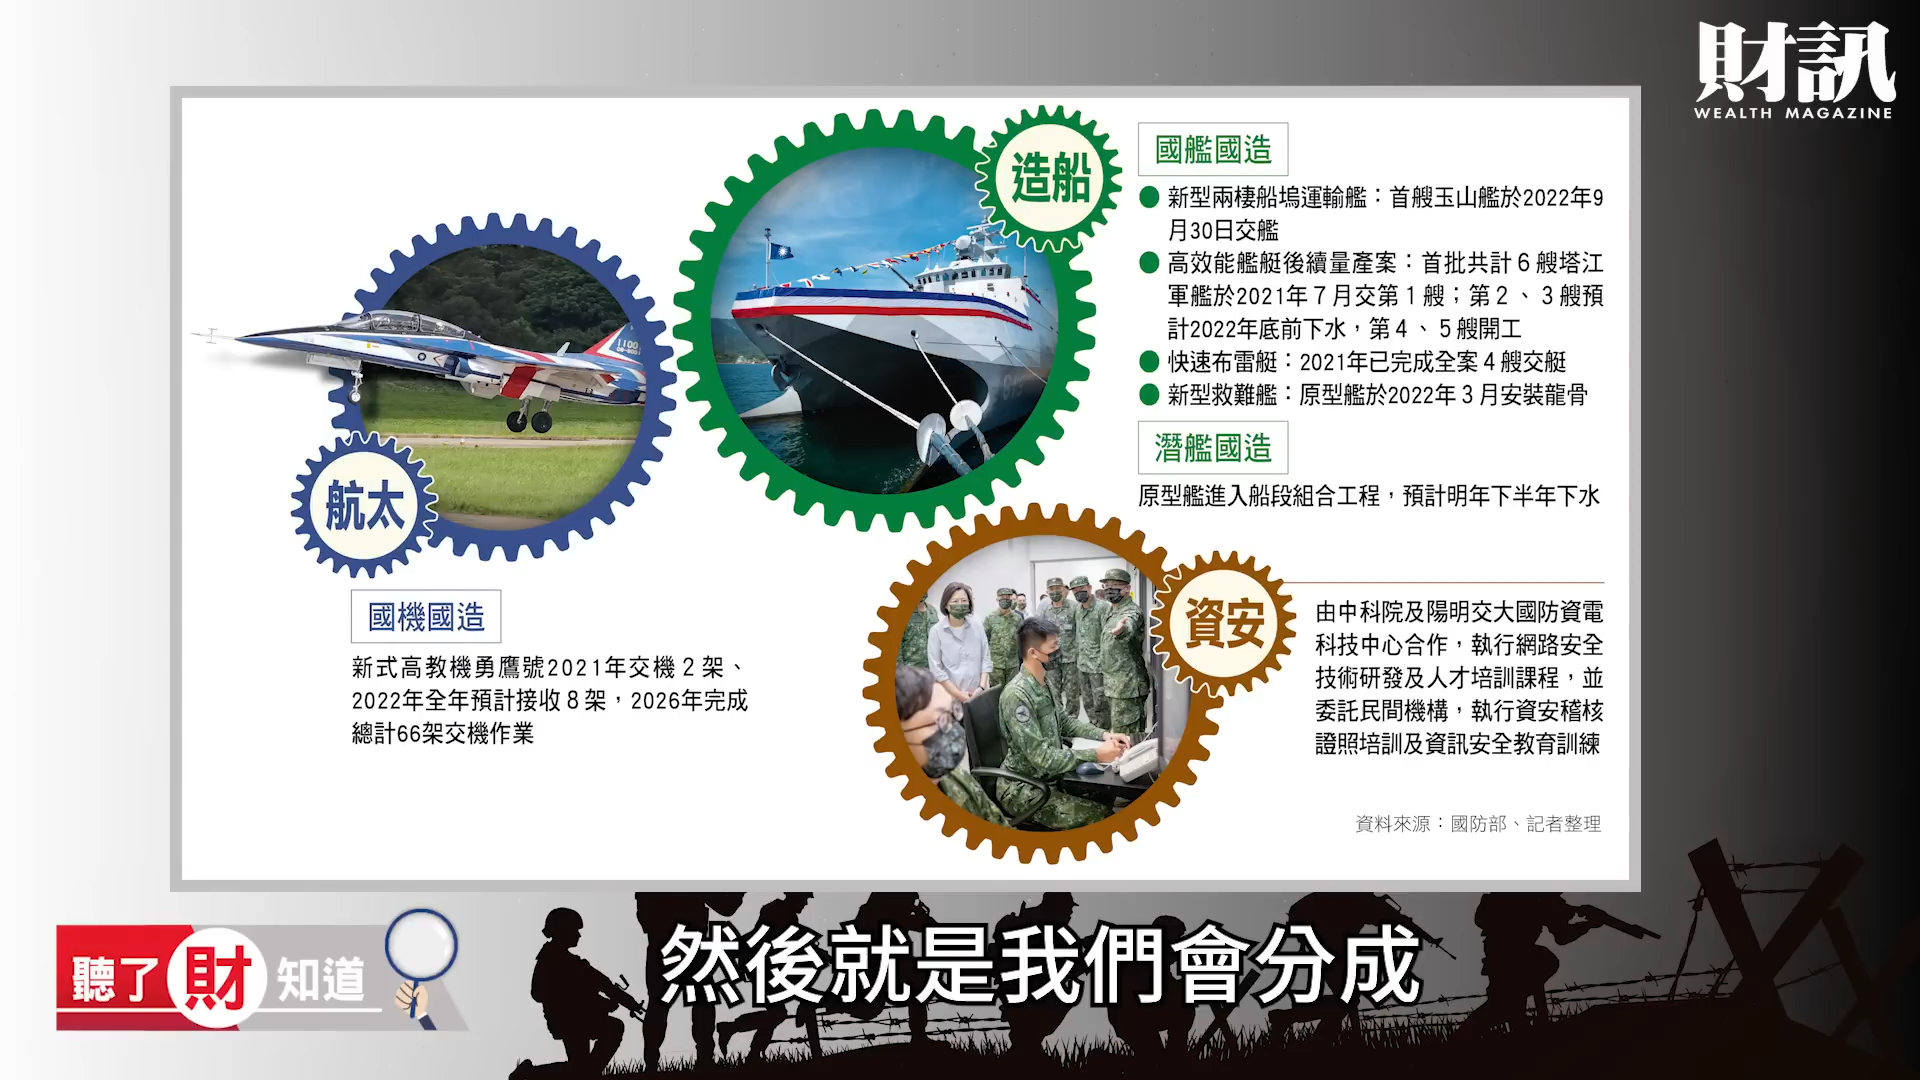 財訊
WEALTH MAGAZINE
造船
國艦國造
● 新型兩棲船塢運輸艦：首艘玉山艦於2022年9
月30日交艦
● 高效能艦艇後續量產案：首批共計6艘塔江
軍艦於2021年7月交第1艘；第2、3艘預
計2022年底前下水，第4、5艘開工
● 快速布雷艇：2021年已完成全案4艘交艇
● 新型救難艦：原型艦於2022年3月安裝龍骨
潛艦國造
原型艦進入船段組合工程，預計明年下半年下水
航太
國機國造
新式高教機勇鷹號2021年交機2架、
2022年全年預計接收8架，2026年完成
總計66架交機作業
資安
由中科院及陽明交大國防資電
科技中心合作，執行網路安全
技術研發及人才培訓課程，並
委託民間機構，執行資安稽核
證照培訓及資訊安全教育訓練
資料來源：國防部、記者整理
聽了財知道
然後就是我們會分成